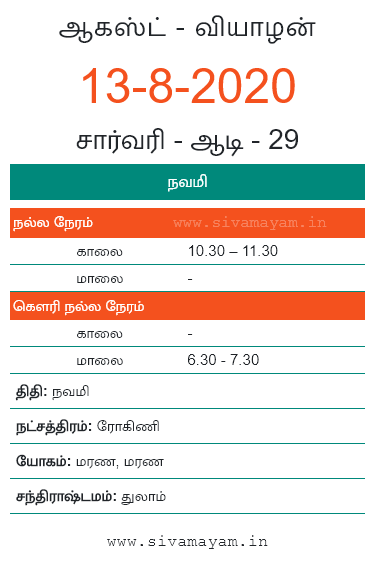 ஆகஸ்ட் - வியாழன்
13-8-2020
சார்வரி - ஆடி - 29
நவமி
நல்ல நேரம் www.sivamayam.in
காலை 10.30 – 11.30
மாலை -
கௌரி நல்ல நேரம்
காலை -
மாலை 6.30 - 7.30
திதி: நவமி
நட்சத்திரம்: ரோகிணி
யோகம்: மரண, மரண
சந்திராஷ்டமம்: துலாம்
www.sivamayam.in